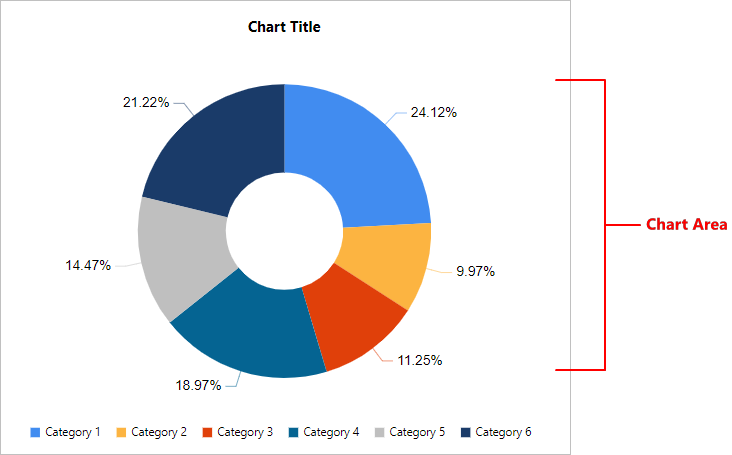 Chart Title
21.22%
24.12%
Chart Area
14.47%
9.97%
11.25%
18.97%
Category 1 Category 2 Category 3 Category 4 Category 5 Category 6